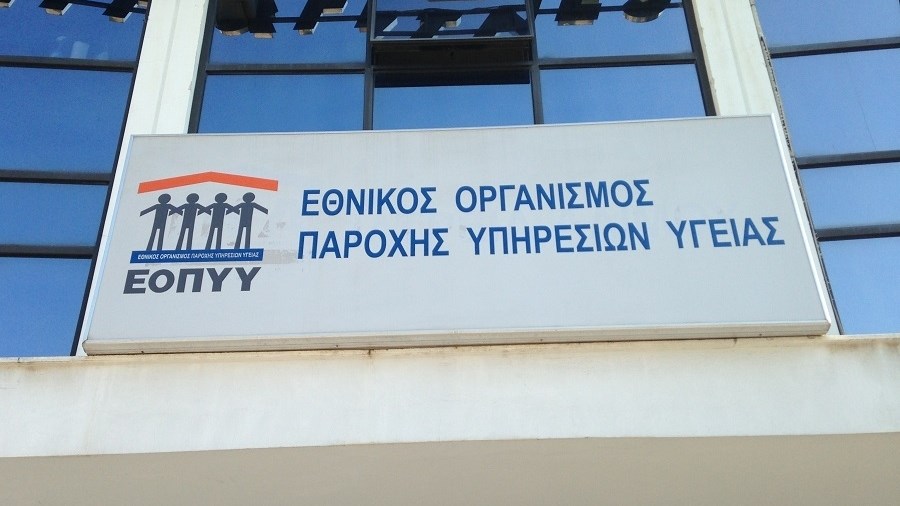 ΕΘΝΙΚΟΣ ΟΡΓΑΝΙΣΜΟΣ
ΠΑΡΟΧΗΣ ΥΠΗΡΕΣΙΩΝ ΥΓΕΙΑΣ
ΕΘΝΙΚΟΣ ΟΡΓΑΝΙΣΜΟΣ ΠΑΡΟΧΗΣ ΥΠΗΡΕΣΙΩΝ ΥΓΕΙΑΣ
ΕΟΠΥΥ